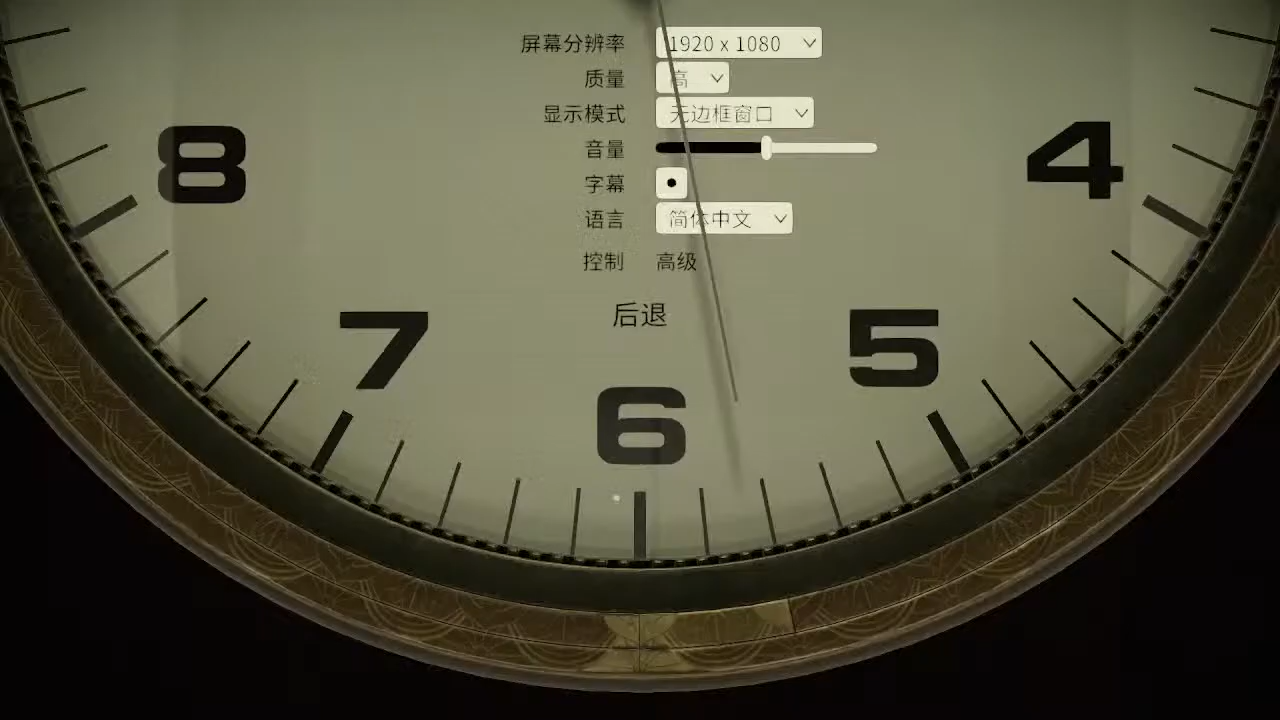 屏幕分辨率 1920 x 1080
质量 高
显示模式 无边框窗口
音量
字幕
语言 简体中文
控制 高级
后退
8
4
7
5
6